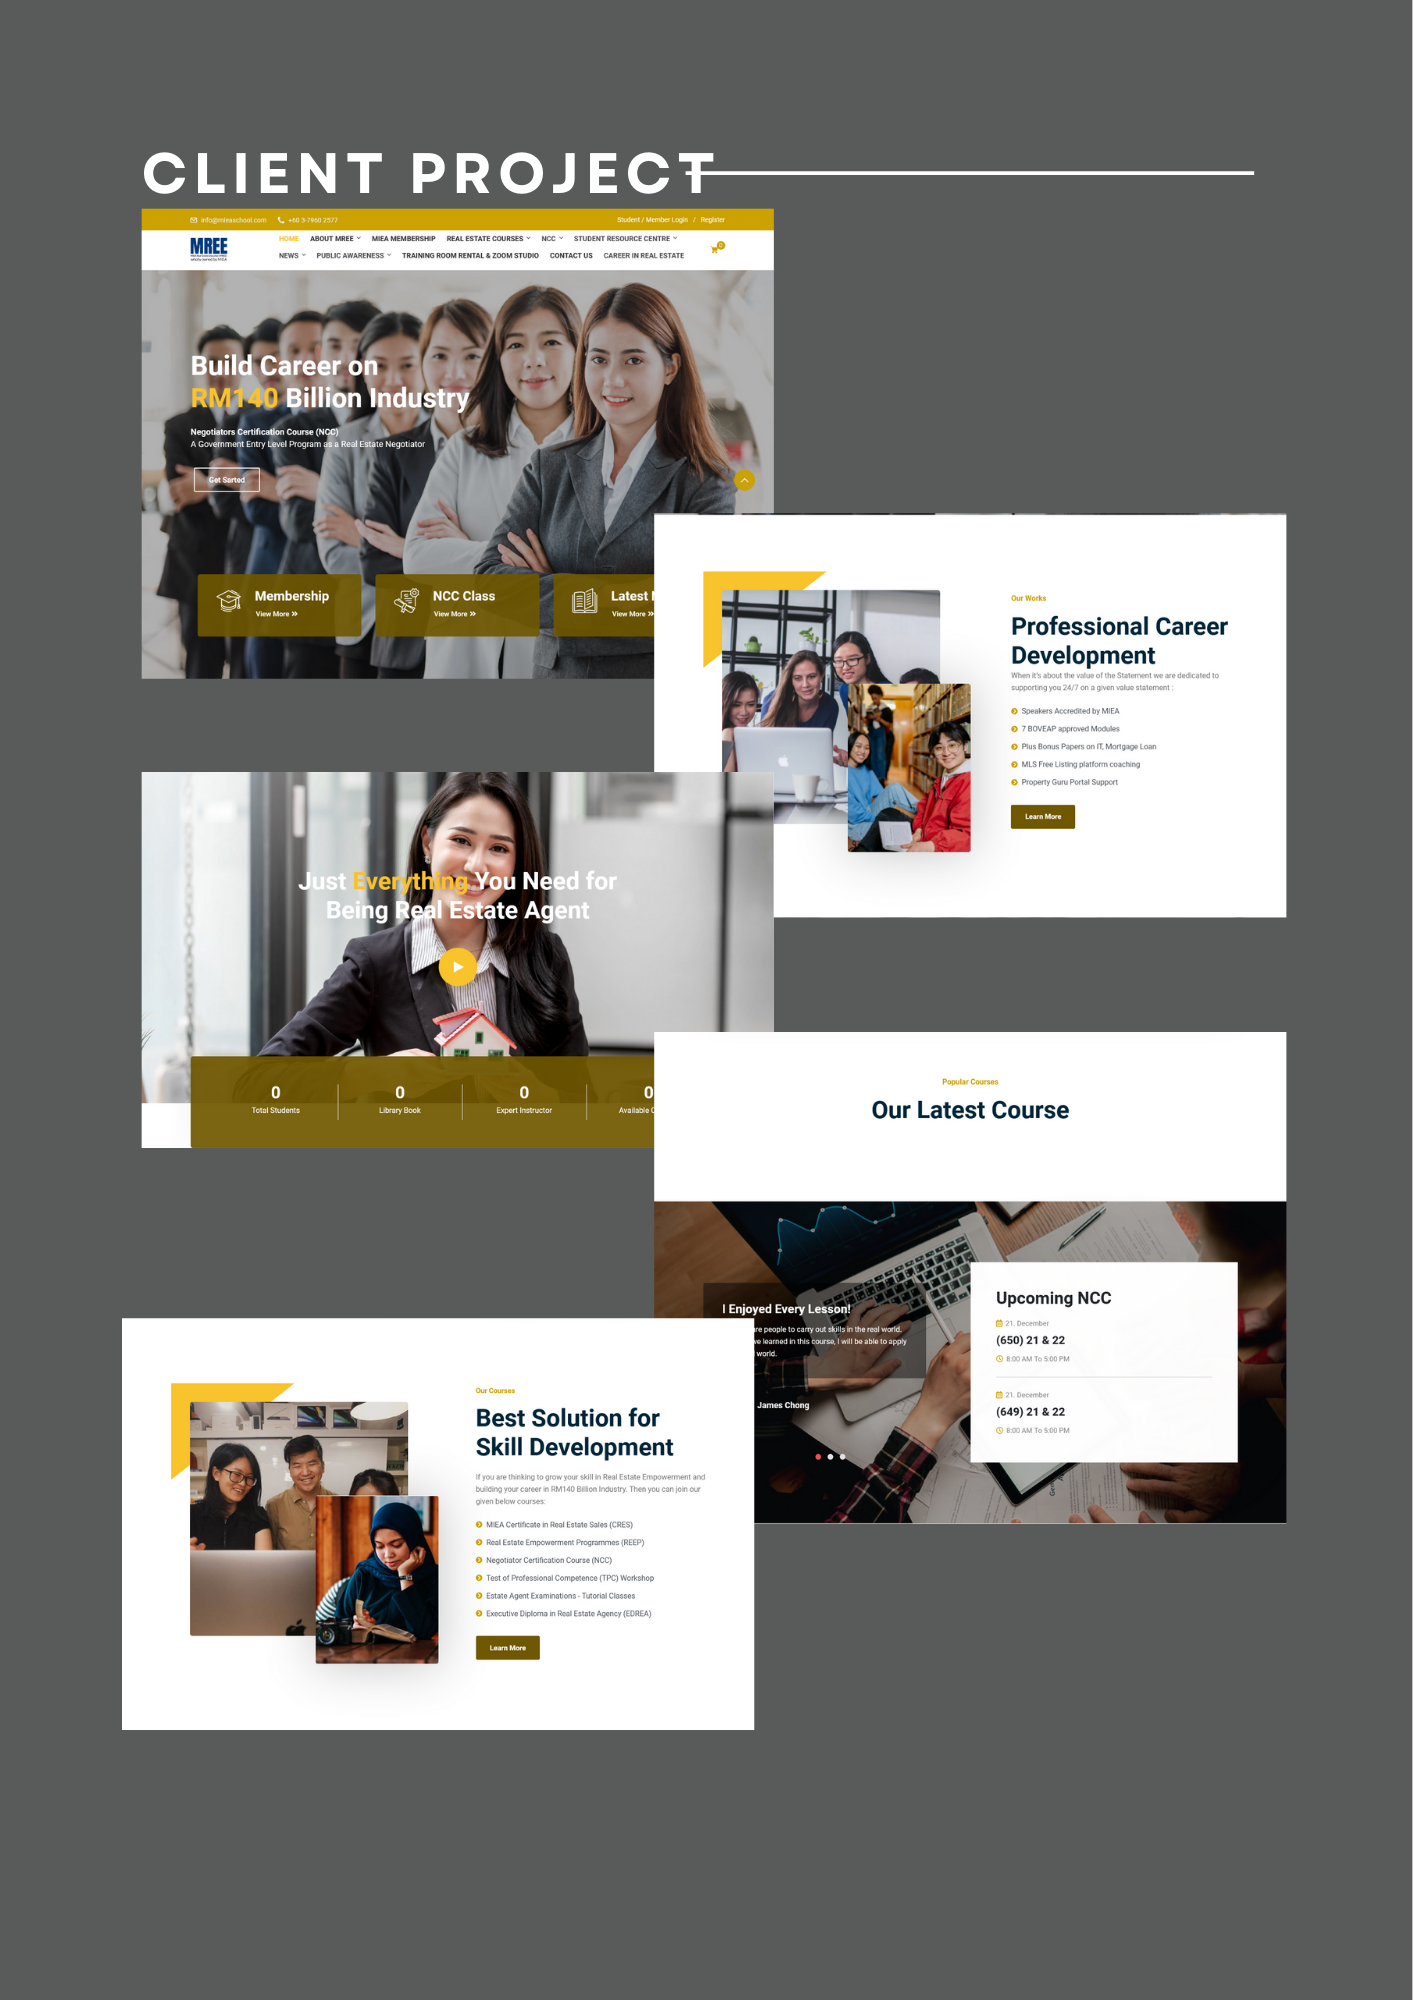 CLIENT PROJECT
info@mieaschool.com +60 3-7960 2577 Student / Member Login / Register
MREE
HOME ABOUT MREE MIEA MEMBERSHIP REAL ESTATE COURSES NCC STUDENT RESOURCE CENTRE
NEWS PUBLIC AWARENESS TRAINING ROOM RENTAL & ZOOM STUDIO CONTACT US CAREER IN REAL ESTATE
0
Build Career on
RM140 Billion Industry
Negotiators Certification Course (NCC)
A Government Entry Level Program as a Real Estate Negotiator
Get Sarted
Membership
View More
NCC Class
View More
Latest
View More
Our Works
Professional Career
Development
When it's about the value of the Statement we are dedicated to
supporting you 24/7 on a given value statement :
Speakers Accredited by MIEA
7 BOVEAP approved Modules
Plus Bonus Papers on IT, Mortgage Loan
MLS Free Listing platform coaching
Property Guru Portal Support
Learn More
Just Everything You Need for
Being Real Estate Agent
0 0 0 0
Total Students Library Book Expert Instructor Available
Popular Courses
Our Latest Course
I Enjoyed Every Lesson!
are people to carry out skills in the real world.
we learned in this course, I will be able to apply
world.
James Chong
Upcoming NCC
21. December
(650) 21 & 22
8:00 AM To 5:00 PM
21. December
(649) 21 & 22
8:00 AM To 5:00 PM
Our Courses
Best Solution for
Skill Development
If you are thinking to grow your skill in Real Estate Empowerment and
building your career in RM140 Billion Industry. Then you can join our
given below courses:
MIEA Certificate in Real Estate Sales (CRES)
Real Estate Empowerment Programmes (REEP)
Negotiator Certification Course (NCC)
Test of Professional Competence (TPC) Workshop
Estate Agent Examinations - Tutorial Classes
Executive Diploma in Real Estate Agency (EDREA)
Learn More